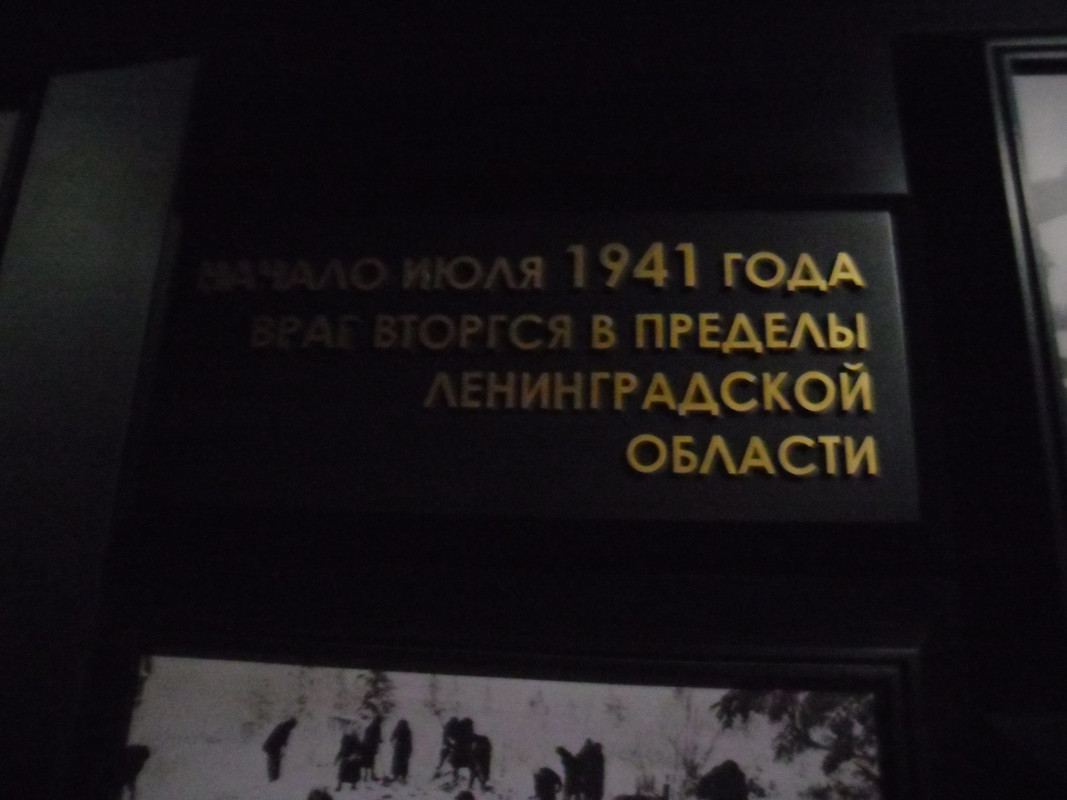 НАЧАЛО ИЮЛЯ 1941 ГОДА
ВРАГ ВТОРГСЯ В ПРЕДЕЛЫ
ЛЕНИНГРАДСКОЙ
ОБЛАСТИ